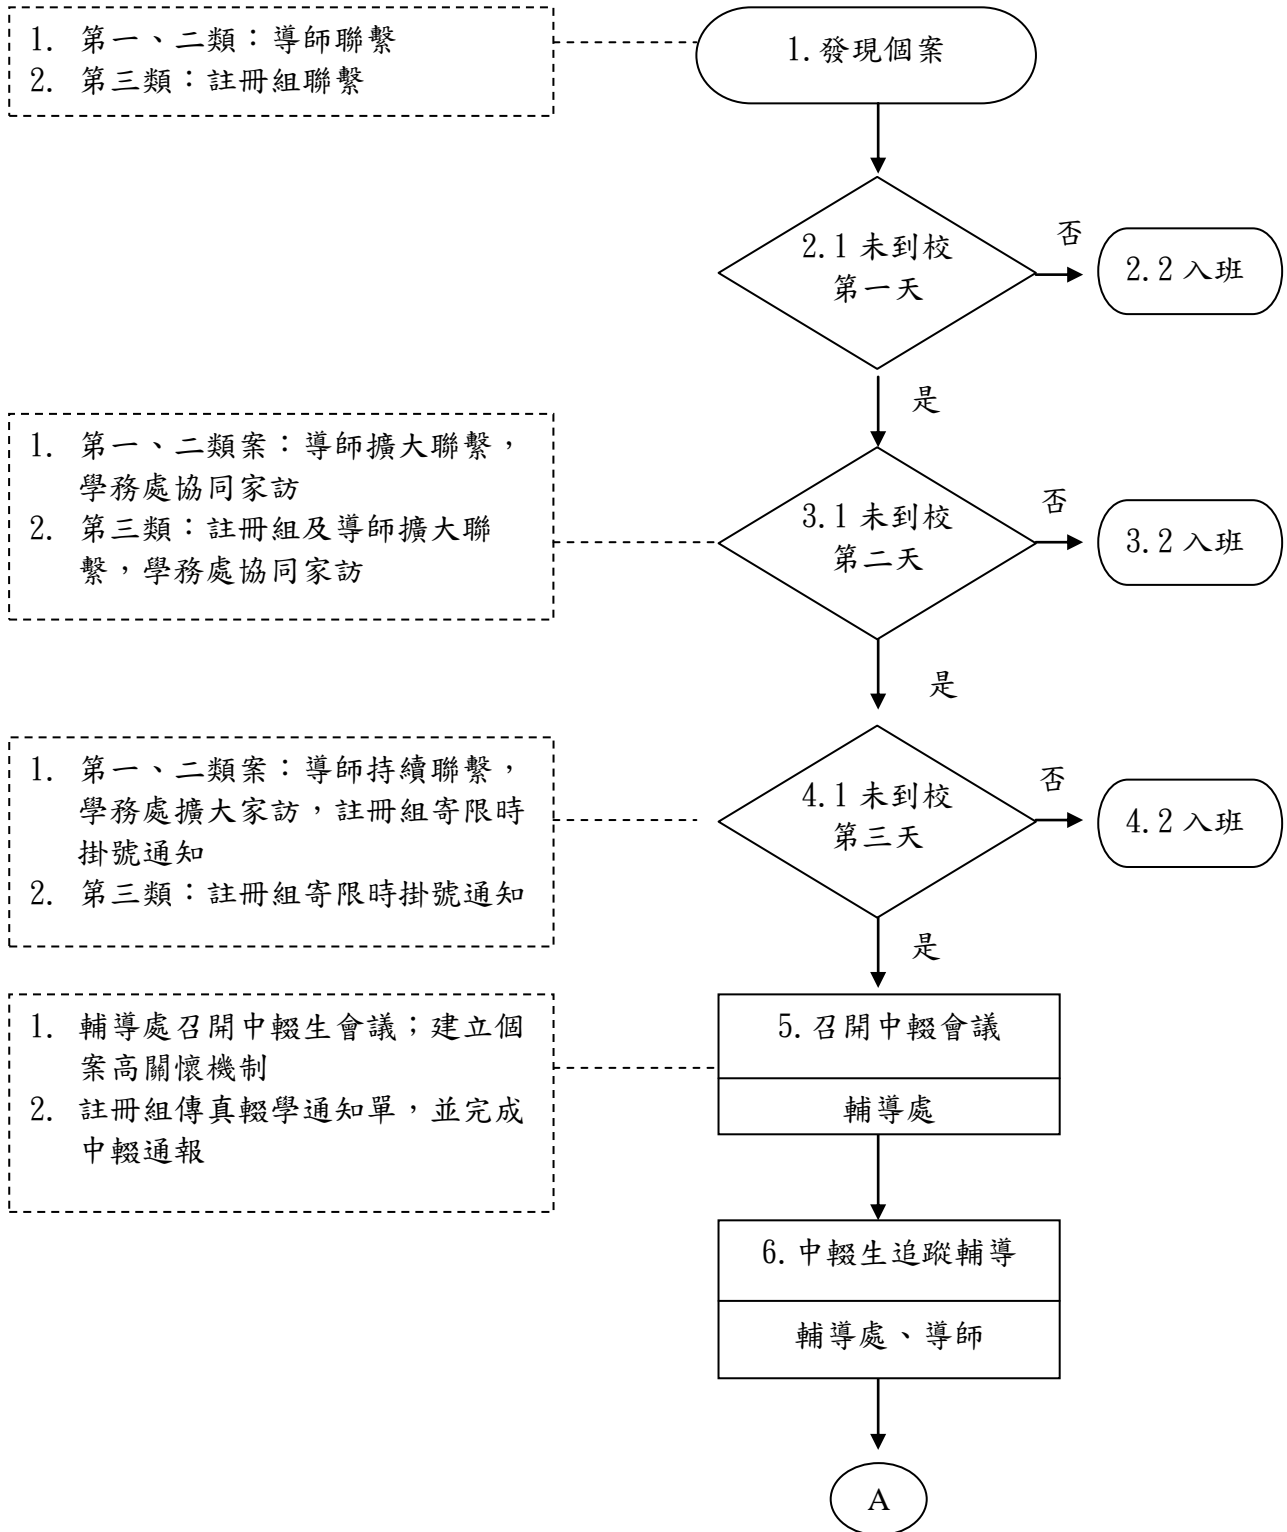 1. 第一、二類：導師聯繫
2. 第三類：註冊組聯繫
1.發現個案
2.1 未到校
第一天
否
2.2 入班
是
1. 第一、二類案：導師擴大聯繫，
學務處協同家訪
2. 第三類：註冊組及導師擴大聯
繫，學務處協同家訪
3.1 未到校
第二天
否
3.2 入班
是
1. 第一、二類案：導師持續聯繫，
學務處擴大家訪，註冊組寄限時
掛號通知
2. 第三類：註冊組寄限時掛號通知
4.1 未到校
第三天
否
4.2 入班
是
1. 輔導處召開中輟生會議；建立個
案高關懷機制
2. 註冊組傳真輟學通知單，並完成
中輟通報
5.召開中輟會議
輔導處
6.中輟生追蹤輔導
輔導處、導師
A